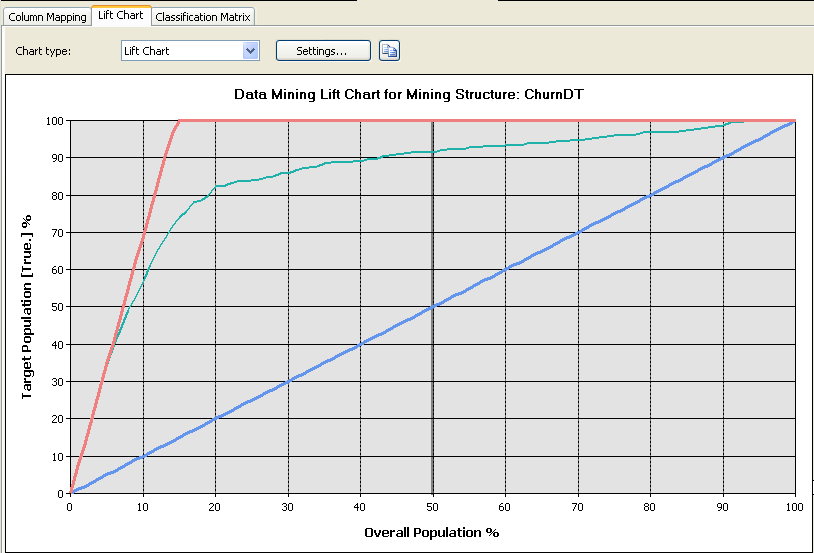 Column Mapping Lift Chart Classification Matrix
Chart type: Lift Chart Settings...
Data Mining Lift Chart for Mining Structure: ChurnDT
Target Population [True.] %
100
90
80
70
60
50
40
30
20
10
0
0 10 20 30 40 50 60 70 80 90 100
Overall Population %